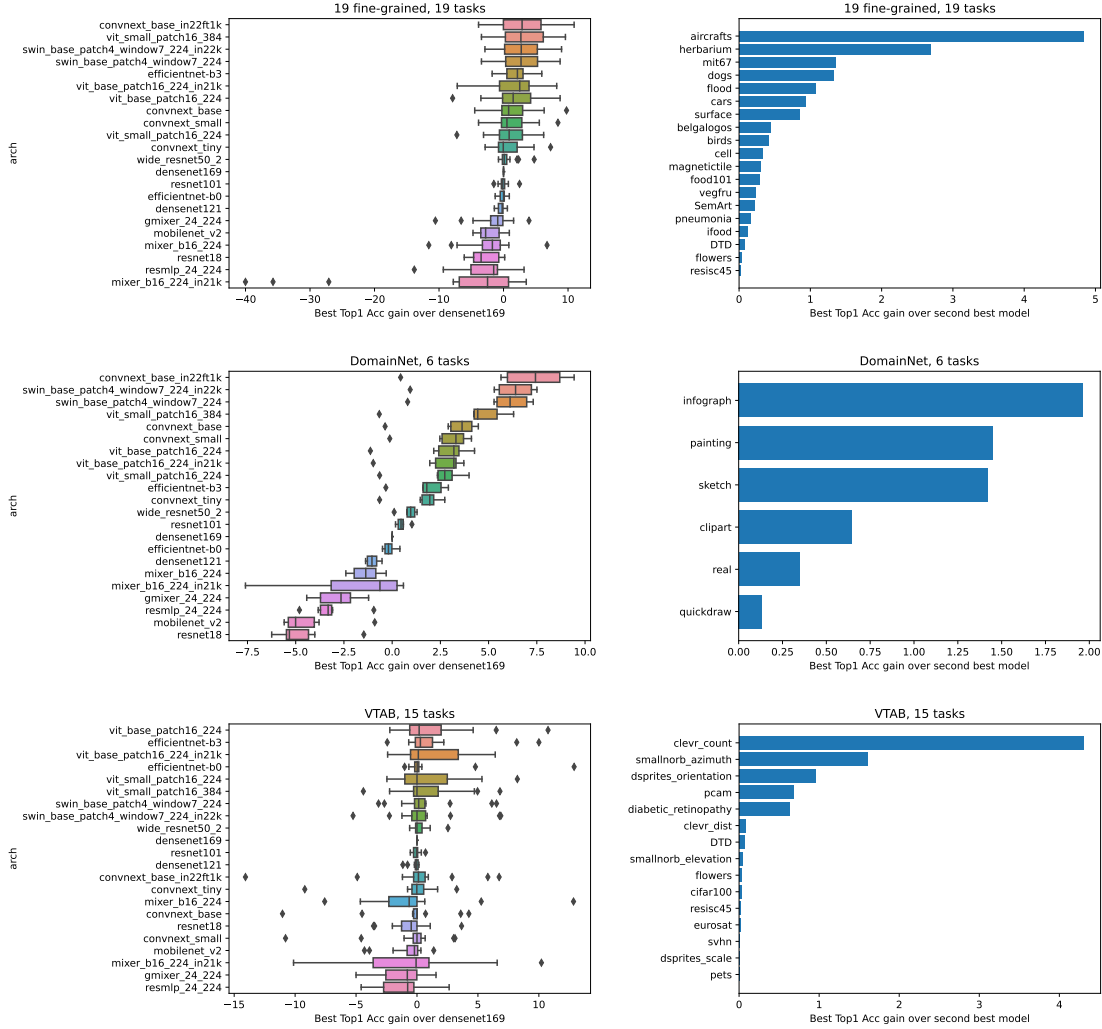 19 fine-grained, 19 tasks
arch
convnext_base_in22ft1k
vit_small_patch16_384
swin_base_patch4_window7_224_in22k
swin_base_patch4_window7_224
efficientnet-b3
vit_base_patch16_224_in21k
vit_base_patch16_224
convnext_base
convnext_small
vit_small_patch16_224
convnext_tiny
wide_resnet50_2
densenet169
resnet101
efficientnet-b0
densenet121
gmixer_24_224
mobilenet_v2
mixer_b16_224
resnet18
resmlp_24_224
mixer_b16_224_in21k
−40 −30 −20 −10 0 10
Best Top1 Acc gain over densenet169
19 fine-grained, 19 tasks
aircrafts
herbarium
mit67
dogs
flood
cars
surface
belgalogos
birds
cell
magnetictile
food101
vegfru
SemArt
pneumonia
ifood
DTD
flowers
resisc45
0 1 2 3 4 5
Best Top1 Acc gain over second best model
DomainNet, 6 tasks
arch
convnext_base_in22ft1k
swin_base_patch4_window7_224_in22k
swin_base_patch4_window7_224
vit_small_patch16_384
convnext_base
convnext_small
vit_base_patch16_224
vit_base_patch16_224_in21k
vit_small_patch16_224
efficientnet-b3
convnext_tiny
wide_resnet50_2
resnet101
densenet169
efficientnet-b0
densenet121
mixer_b16_224
mixer_b16_224_in21k
gmixer_24_224
resmlp_24_224
mobilenet_v2
resnet18
−7.5 −5.0 −2.5 0.0 2.5 5.0 7.5 10.0
Best Top1 Acc gain over densenet169
DomainNet, 6 tasks
infograph
painting
sketch
clipart
real
quickdraw
0.00 0.25 0.50 0.75 1.00 1.25 1.50 1.75 2.00
Best Top1 Acc gain over second best model
VTAB, 15 tasks
arch
vit_base_patch16_224
efficientnet-b3
vit_base_patch16_224_in21k
efficientnet-b0
vit_small_patch16_224
vit_small_patch16_384
swin_base_patch4_window7_224
swin_base_patch4_window7_224_in22k
wide_resnet50_2
densenet169
resnet101
densenet121
convnext_base_in22ft1k
convnext_tiny
mixer_b16_224
convnext_base
resnet18
convnext_small
mobilenet_v2
mixer_b16_224_in21k
gmixer_24_224
resmlp_24_224
−15 −10 −5 0 5 10
Best Top1 Acc gain over densenet169
VTAB, 15 tasks
clevr_count
smallnorb_azimuth
dsprites_orientation
pcam
diabetic_retinopathy
clevr_dist
DTD
smallnorb_elevation
flowers
cifar100
resisc45
eurosat
svhn
dsprites_scale
pets
0 1 2 3 4
Best Top1 Acc gain over second best model